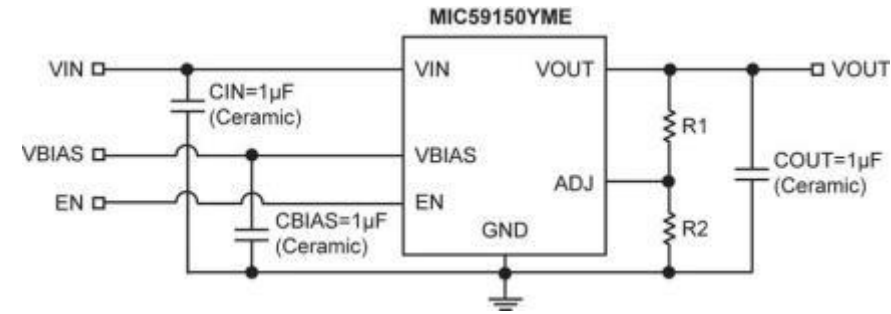 MIC59150YME
VIN
VIN
VOUT
VOUT
CIN=1µF
(Ceramic)
R1
VBIAS
VBIAS
COUT=1µF
(Ceramic)
ADJ
EN
EN
CBIAS=1µF
(Ceramic)
GND
R2